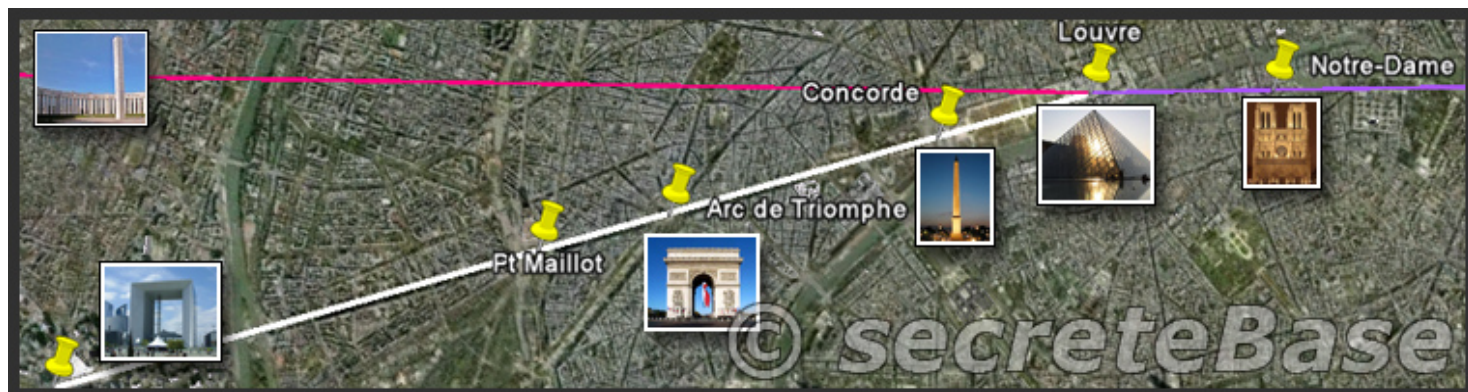 Louvre
Notre-Dame
Concorde
Arc de Triomphe
Pt Maillot
© secreteBase